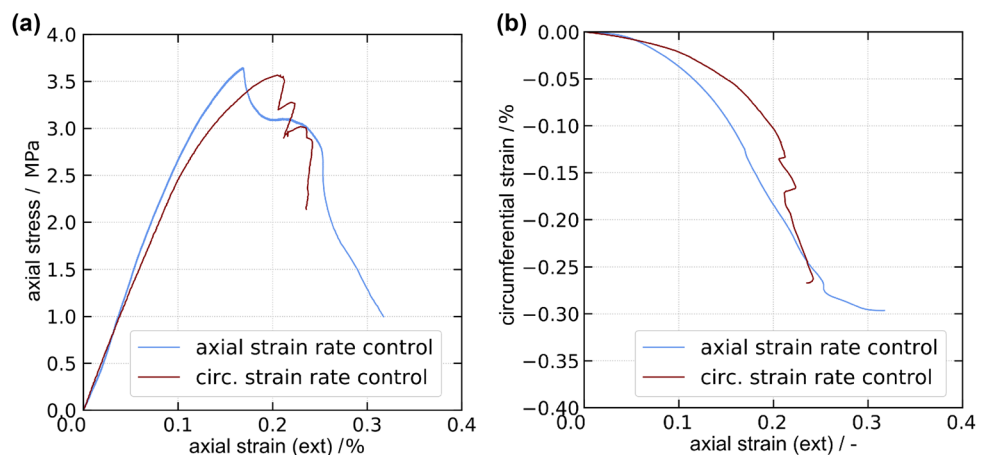 (a)
4.0
3.5
3.0
2.5
2.0
1.5
1.0
0.5
0.0
axial stress / MPa
axial strain rate control
circ. strain rate control
0.0 0.1 0.2 0.3 0.4
axial strain (ext) /%
(b)
−0.00
−0.05
−0.10
−0.15
−0.20
−0.25
−0.30
−0.35
−0.40
circumferential strain /%
axial strain rate control
circ. strain rate control
0.0 0.1 0.2 0.3 0.4
axial strain (ext) / -